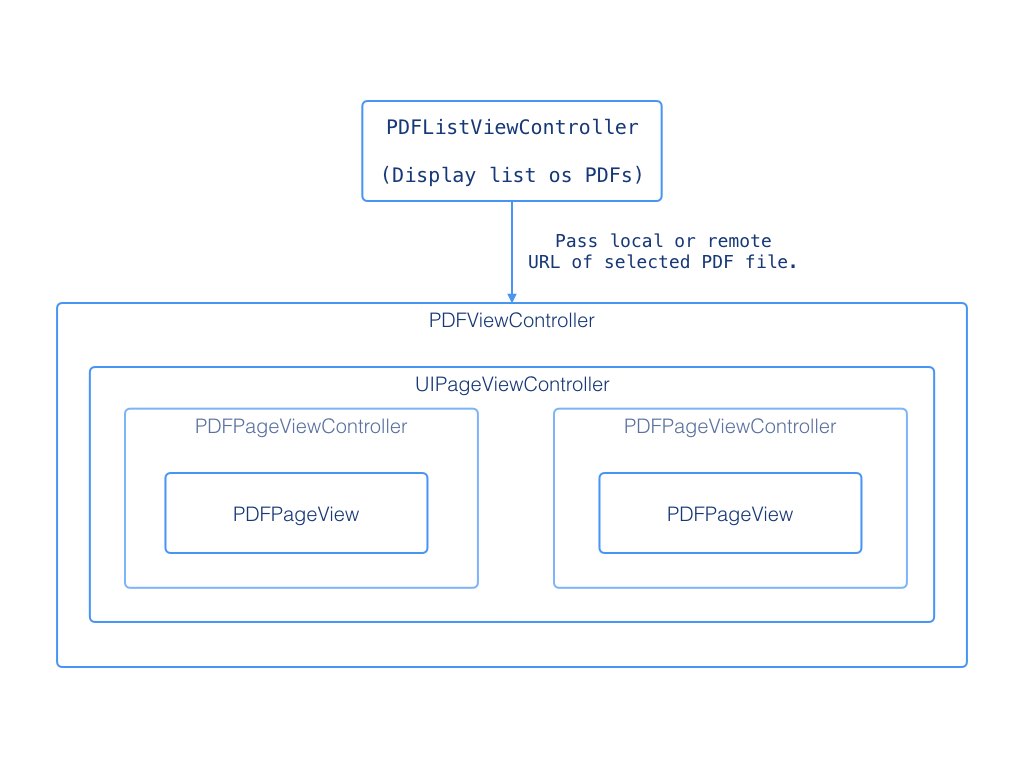 PDFListViewController
(Display list os PDFs)
Pass local or remote
URL of selected PDF file.
PDFViewController
UIPageViewController
PDFPageViewController
PDFPageViewController
PDFPageView
PDFPageView